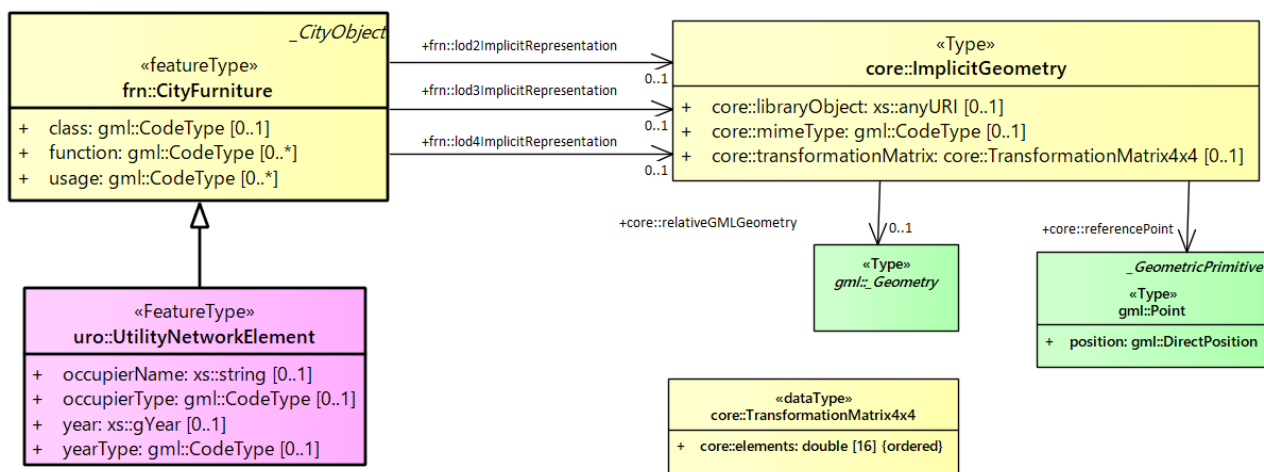 _CityObject
«featureType»
frn::CityFurniture
+ class: gml::CodeType [0..1]
+ function: gml::CodeType [0..*]
+ usage: gml::CodeType [0..*]
+frn::lod2ImplicitRepresentation
0..1
+frn::lod3ImplicitRepresentation
0..1
+frn::lod4ImplicitRepresentation
0..1
«Type»
core::ImplicitGeometry
+ core::libraryObject: xs::anyURI [0..1]
+ core::mimeType: gml::CodeType [0..1]
+ core::transformationMatrix: core::TransformationMatrix4x4 [0..1]
+core::relativeGMLGeometry
0..1
+core::referencePoint
«Type»
gml::_Geometry
_GeometricPrimitive
«Type»
gml::Point
+ position: gml::DirectPosition
«FeatureType»
uro::UtilityNetworkElement
+ occupierName: xs::string [0..1]
+ occupierType: gml::CodeType [0..1]
+ year: xs::gYear [0..1]
+ yearType: gml::CodeType [0..1]
«dataType»
core::TransformationMatrix4x4
+ core::elements: double [16] {ordered}